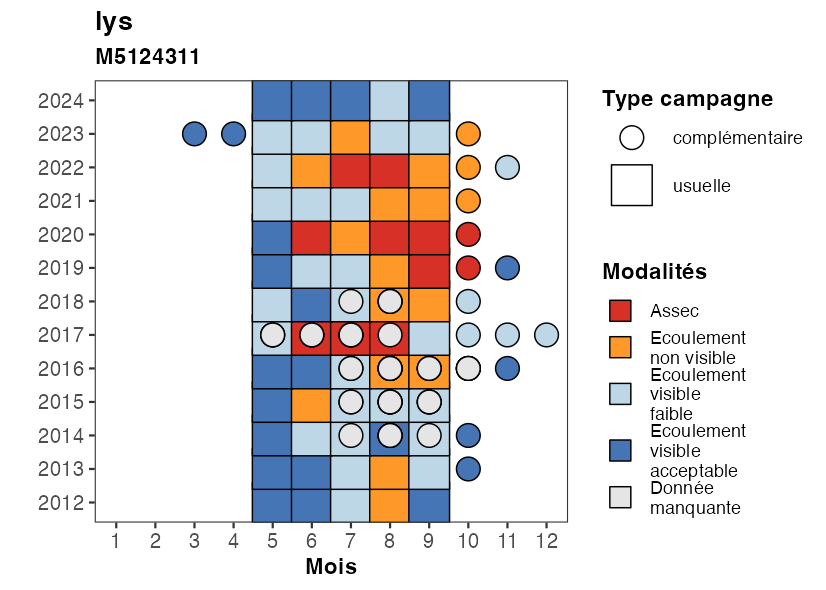 lys
M5124311
2024
2023
2022
2021
2020
2019
2018
2017
2016
2015
2014
2013
2012
1 2 3 4 5 6 7 8 9 10 11 12
Mois
Type campagne
complémentaire
usuelle
Modalités
Assec
Ecoulement
non visible
Ecoulement
visible
faible
Ecoulement
visible
acceptable
Donnée
manquante